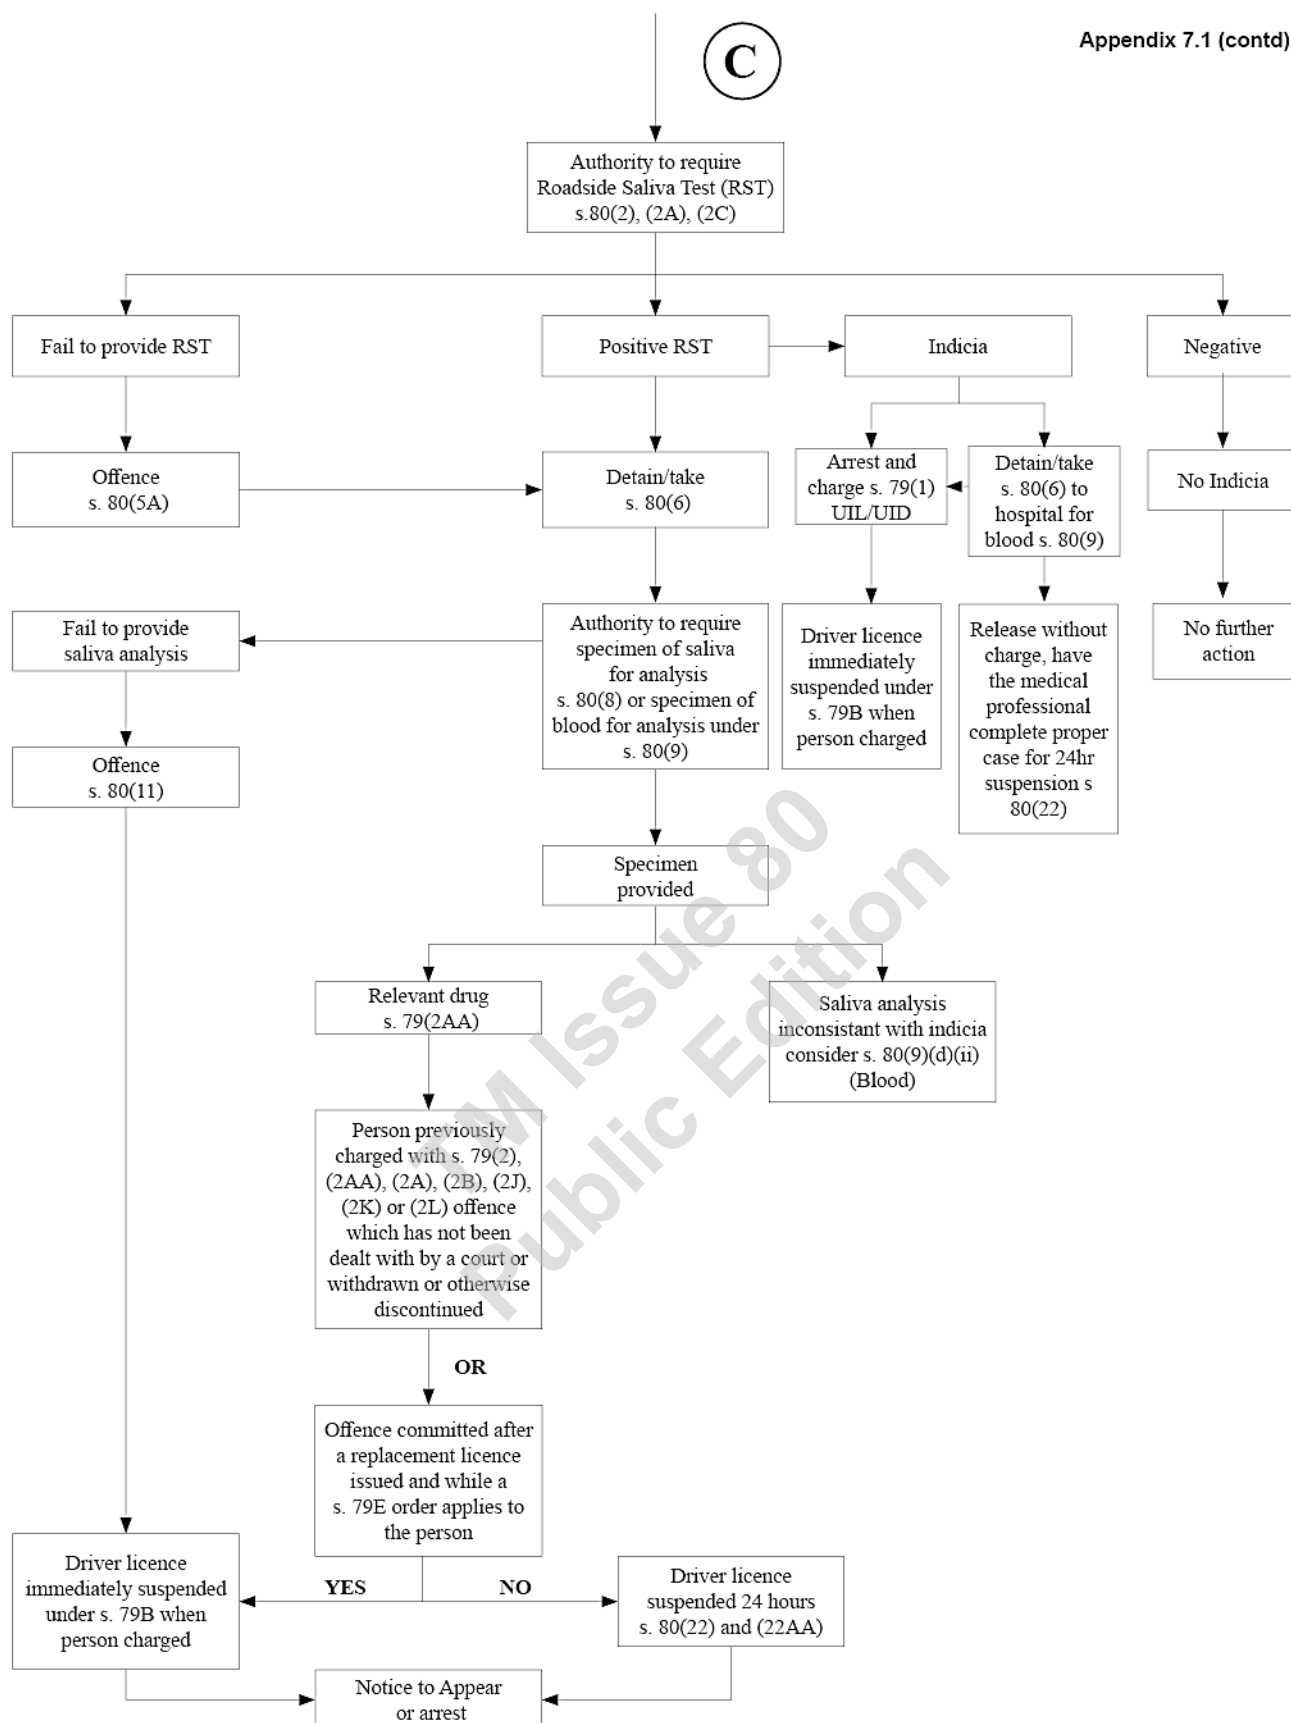 C
Appendix 7.1 (contd)
Authority to require
Roadside Saliva Test (RST)
s.80(2), (2A), (2C)
Fail to provide RST
Positive RST
Indicia
Negative
Offence
s. 80(5A)
Detain/take
s. 80(6)
Arrest and
charge s. 79(1)
UIL/UID
Detain/take
s. 80(6) to
hospital for
blood s. 80(9)
No Indicia
Fail to provide
saliva analysis
Authority to require
specimen of saliva
for analysis
s. 80(8) or specimen of
blood for analysis under
s. 80(9)
Driver licence
immediately
suspended under
s. 79B when
person charged
Release without
charge, have
the medical
professional
complete proper
case for 24hr
suspension s
80(22)
No further
action
Offence
s. 80(11)
Specimen
provided
Relevant drug
s. 79(2AA)
Saliva analysis
inconsistant with indicia
consider s. 80(9)(d)(ii)
(Blood)
Person previously
charged with s. 79(2),
(2AA), (2A), (2B), (2J),
(2K) or (2L) offence
which has not been
dealt with by a court or
withdrawn or otherwise
discontinued
OR
Offence committed after
a replacement licence
issued and while a
s. 79E order applies to
the person
YES
NO
Driver licence
immediately suspended
under s. 79B when
person charged
Driver licence
suspended 24 hours
s. 80(22) and (22AA)
Notice to Appear
or arrest
TM Issue 80
Public Edition